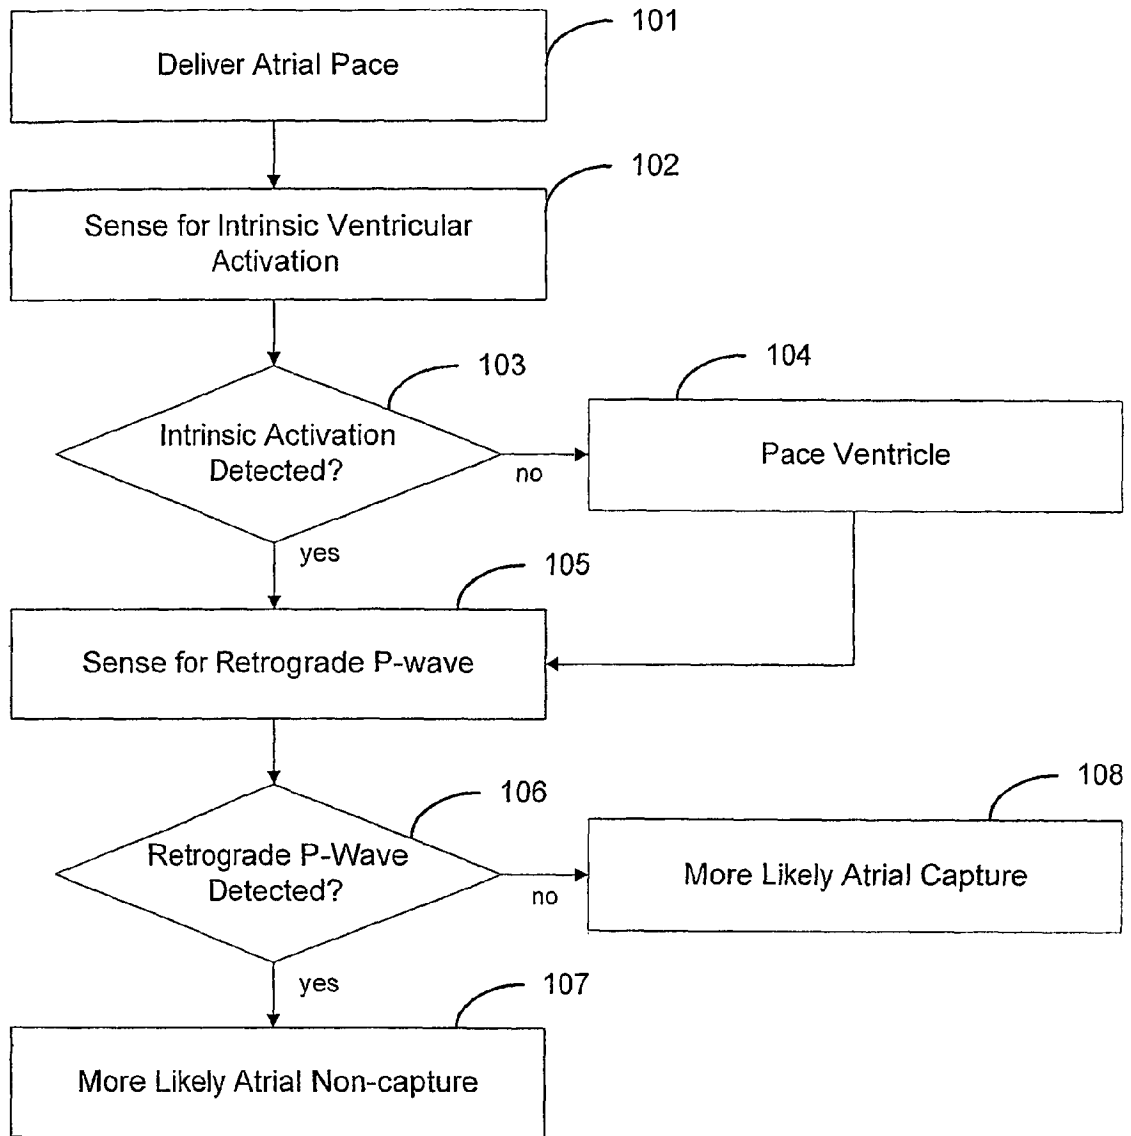 101
Deliver Atrial Pace
102
Sense for Intrinsic Ventricular
Activation
103
Intrinsic Activation
Detected?
no
yes
104
Pace Ventricle
105
Sense for Retrograde P-wave
106
Retrograde P-Wave
Detected?
no
yes
108
More Likely Atrial Capture
107
More Likely Atrial Non-capture